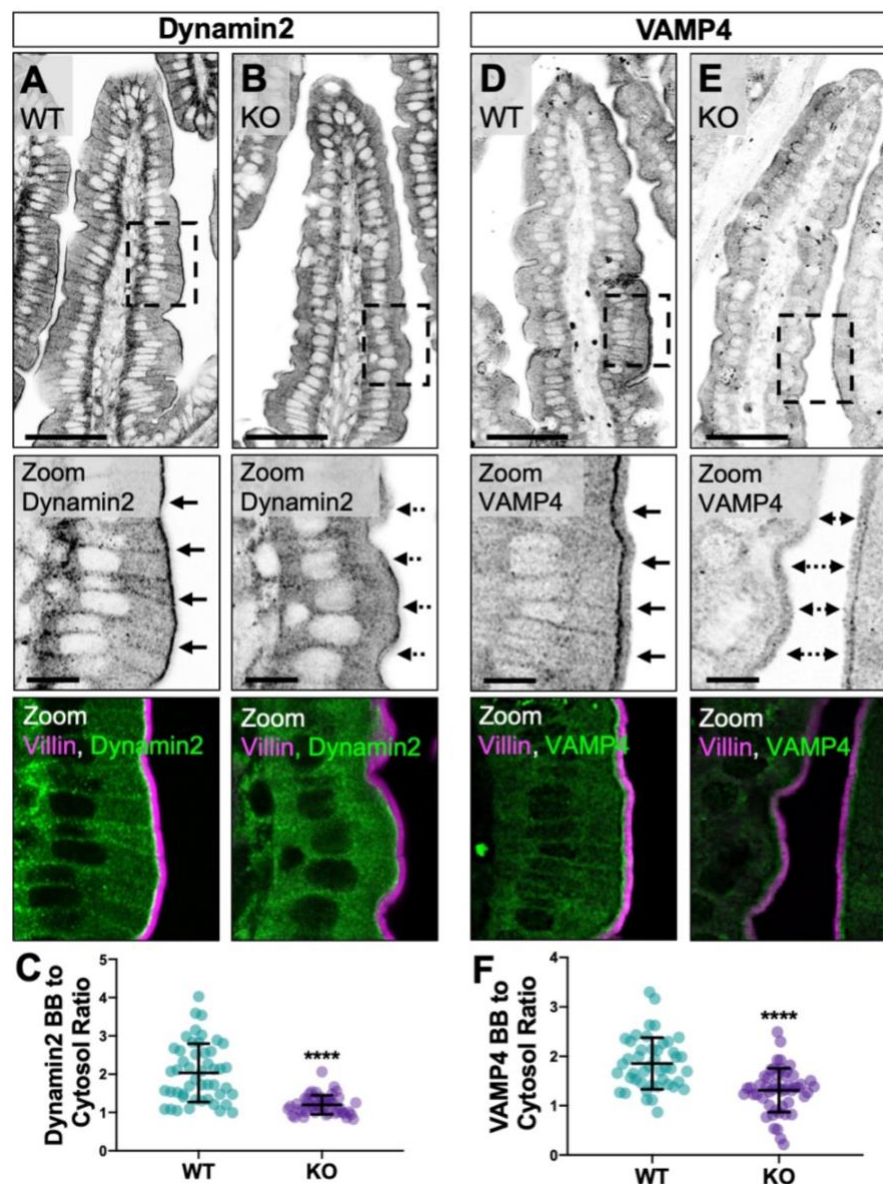 Dynamin2
VAMP4
A
WT
B
KO
D
WT
E
KO
Zoom
Dynamin2
Zoom
Dynamin2
Zoom
VAMP4
Zoom
VAMP4
Zoom
Villin, Dynamin2
Zoom
Villin, Dynamin2
Zoom
Villin, VAMP4
Zoom
Villin, VAMP4
C
Dynamin2 BB to
Cytosol Ratio
5
4
3
2
1
0
****
WT
KO
F
VAMP4 BB to
Cytosol Ratio
4
3
2
1
0
****
WT
KO